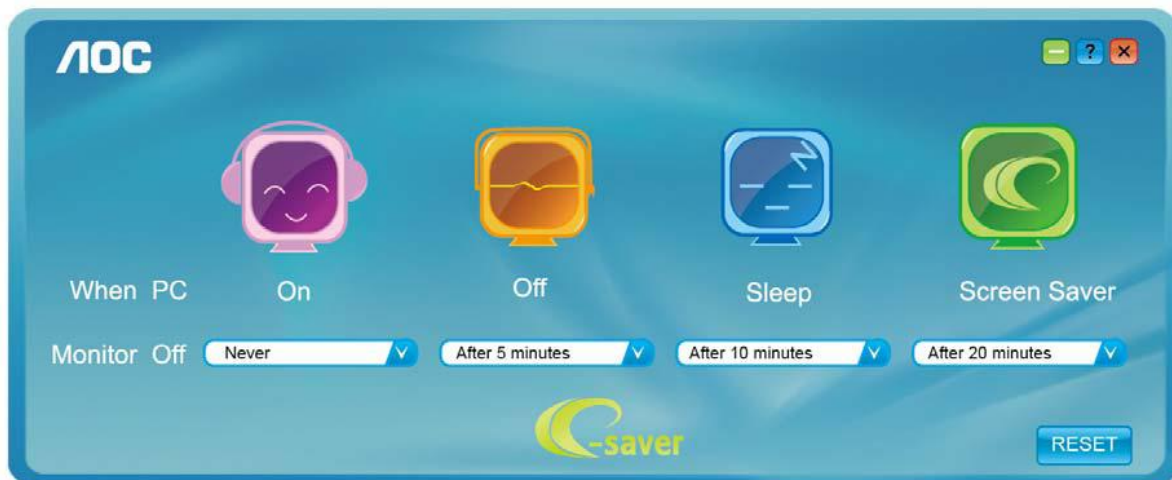 AOC
?
When PC On Off Sleep Screen Saver
Monitor Off Never After 5 minutes After 10 minutes After 20 minutes
e-saver
RESET